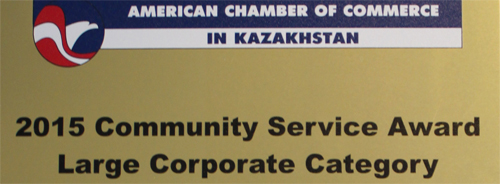 AMERICAN CHAMBER OF COMMERCE
IN KAZAKHSTAN
2015 Community Service Award
Large Corporate Category